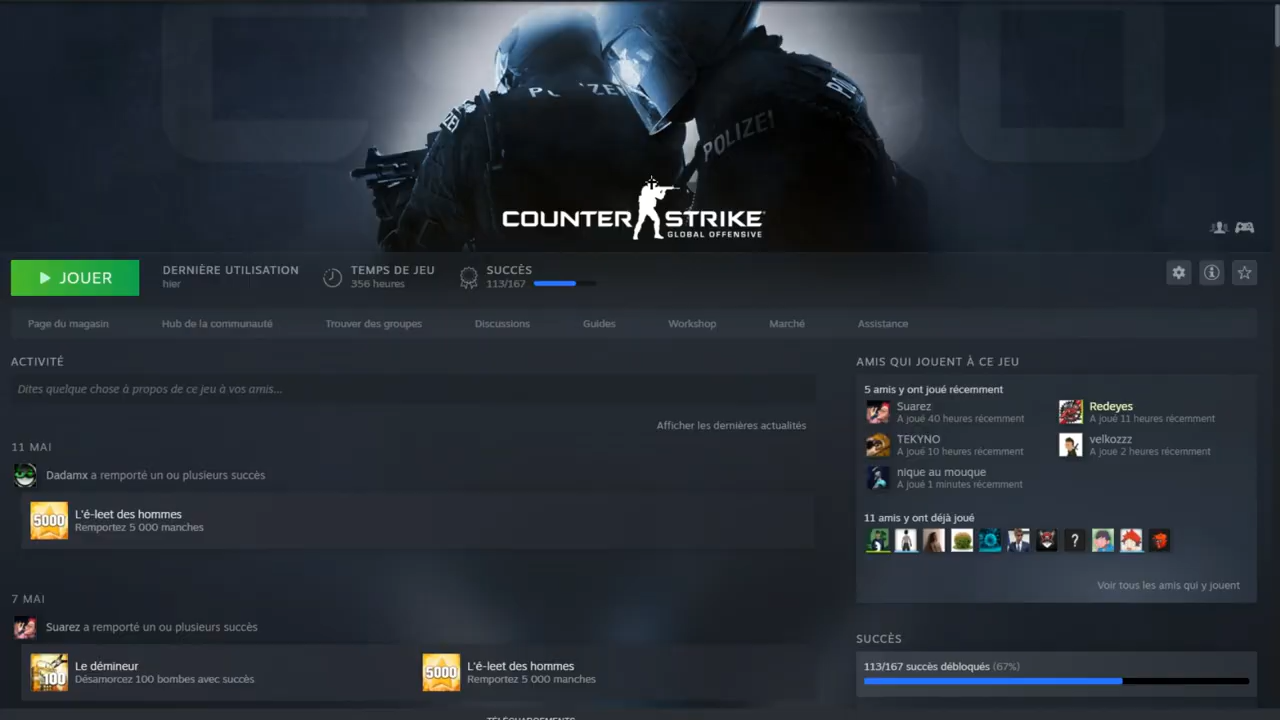 POLIZEI
POLIZEI
COUNTER STRIKE
GLOBAL OFFENSIVE
JOUER
DERNIÈRE UTILISATION
hier
TEMPS DE JEU
356 heures
SUCCÈS
113/167
Page du magasin
Hub de la communauté
Trouver des groupes
Discussions
Guides
Workshop
Marché
Assistance
ACTIVITÉ
Dites quelque chose à propos de ce jeu à vos amis...
Afficher les dernières actualités
11 MAI
Dadamx a remporté un ou plusieurs succès
5000
L'é-leet des hommes
Remportez 5 000 manches
7 MAI
Suarez a remporté un ou plusieurs succès
100
Le démineur
Désamorcez 100 bombes avec succès
5000
L'é-leet des hommes
Remportez 5 000 manches
AMIS QUI JOUENT À CE JEU
5 amis y ont joué récemment
Suarez
A joué 40 heures récemment
Redeyes
A joué 11 heures récemment
TEKYNO
A joué 10 heures récemment
velkozzz
A joué 2 heures récemment
nique au mouque
A joué 1 minutes récemment
11 amis y ont déjà joué
?
Voir tous les amis qui y jouent
SUCCÈS
113/167 succès débloqués (67%)
TÉLÉCHARGEMENTS